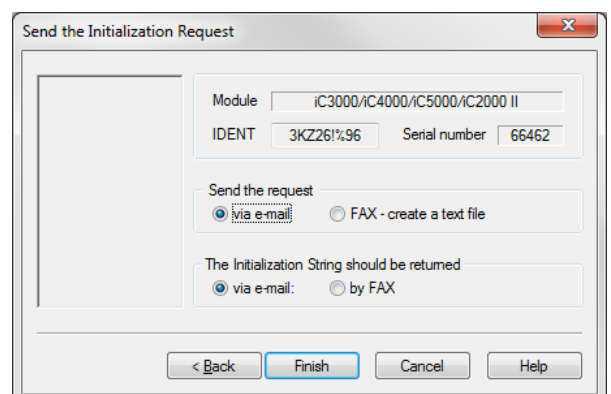 Send the Initialization Request
Module iC3000/iC4000/iC5000/iC2000 II
IDENT 3KZ26!%96 Serial number 66462
Send the request
via e-mail FAX - create a text file
The Initialization String should be returned
via e-mail: by FAX
< Back Finish Cancel Help